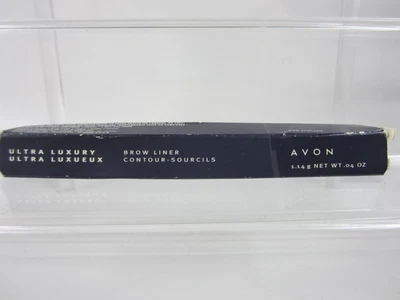 ULTRA LUXURY
ULTRA LUXUEUX
BROW LINER
CONTOUR-SOURCILS
AVON
1.14 g NET WT .04 OZ